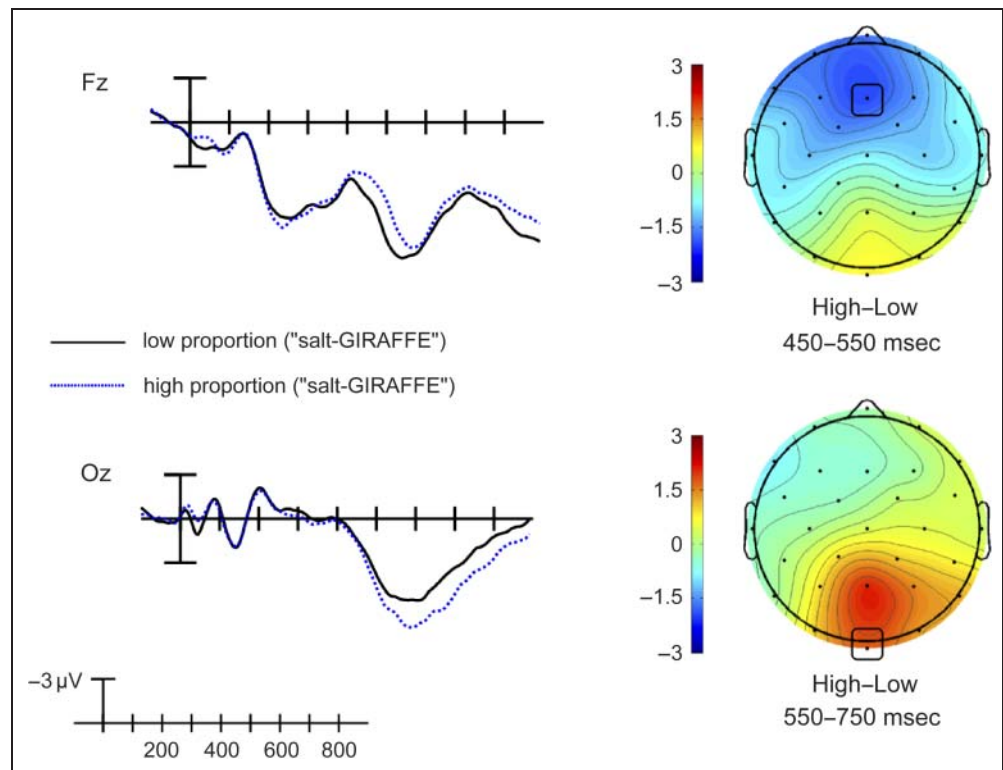 Fz
low proportion ("salt-GIRAFFE")
high proportion ("salt-GIRAFFE")
Oz
–3 µV
200 400 600 800
3
1.5
0
–1.5
–3
High–Low
450–550 msec
3
1.5
0
–1.5
–3
High–Low
550–750 msec